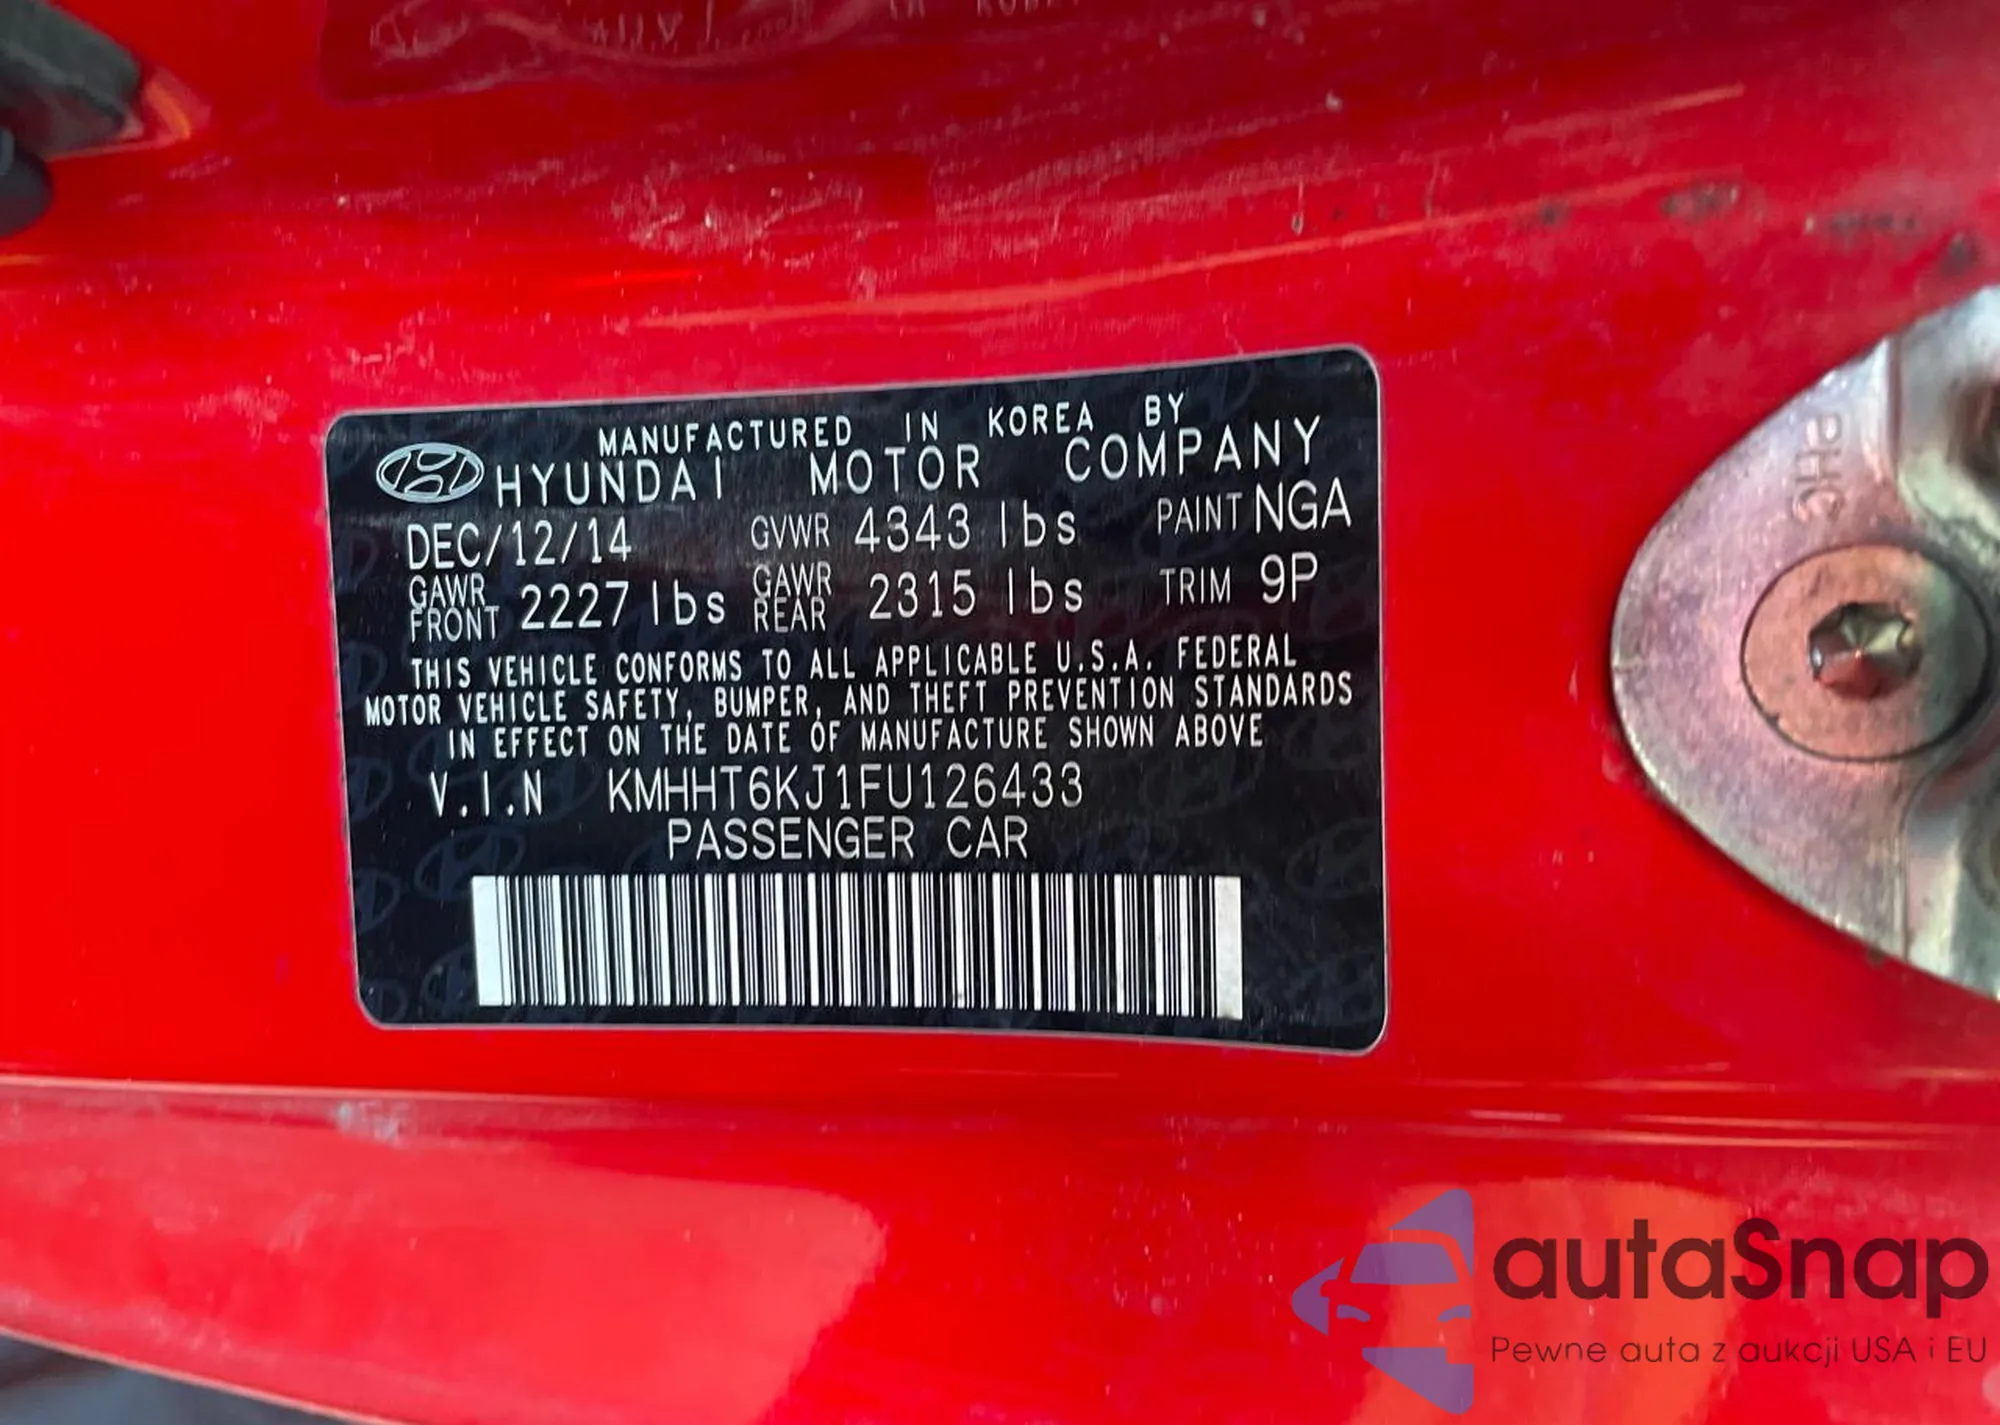 MANUFACTURED IN KOREA BY
HYUNDAI MOTOR COMPANY
DEC/12/14 GVWR 4343 lbs PAINT NGA
GAWR FRONT 2227 lbs GAWR REAR 2315 lbs TRIM 9P
THIS VEHICLE CONFORMS TO ALL APPLICABLE U.S.A. FEDERAL
MOTOR VEHICLE SAFETY, BUMPER, AND THEFT PREVENTION STANDARDS
IN EFFECT ON THE DATE OF MANUFACTURE SHOWN ABOVE
V.I.N KMHHT6KJ1FU126433
PASSENGER CAR
PHC
autaSnap
Pewne auta z aukcji USA i EU